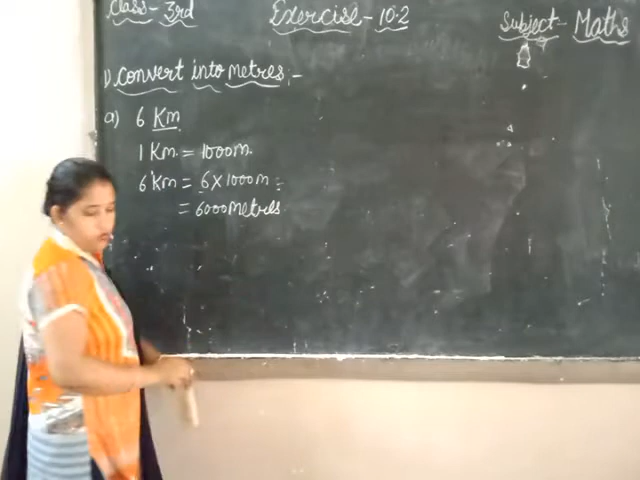 Class - 3rd Exercise - 10.2 Subject - Maths
1). Convert into metres :-
a) 6 Km
1 Km = 1000m.
6 Km = 6 X 1000m =
= 6000 metres